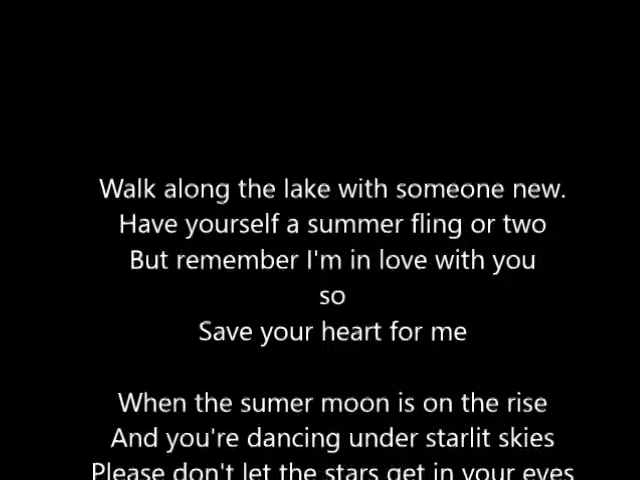 Walk along the lake with someone new.
Have yourself a summer fling or two
But remember I'm in love with you
so
Save your heart for me
When the sumer moon is on the rise
And you're dancing under starlit skies
Please don't let the stars get in your eyes